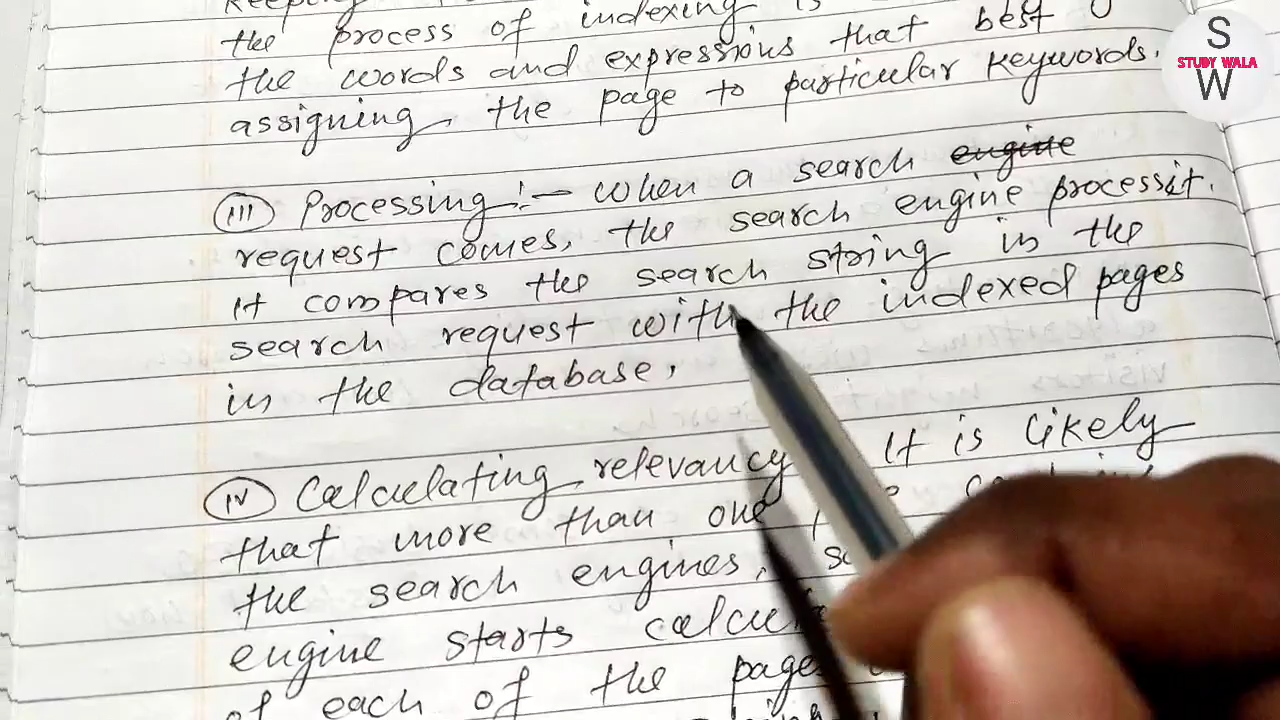 the process of indexing is
the words and expressions that best
assigning the page to particular keywords.
(iii) Processing :- when a search engine
request comes, the search engine process it.
It compares the search string in the
search request with the indexed pages
in the database,
(iv) Calculating relevancy It is likely
that more than one
the search engines,
engine starts
of each of the pages
S
STUDY WALA
W